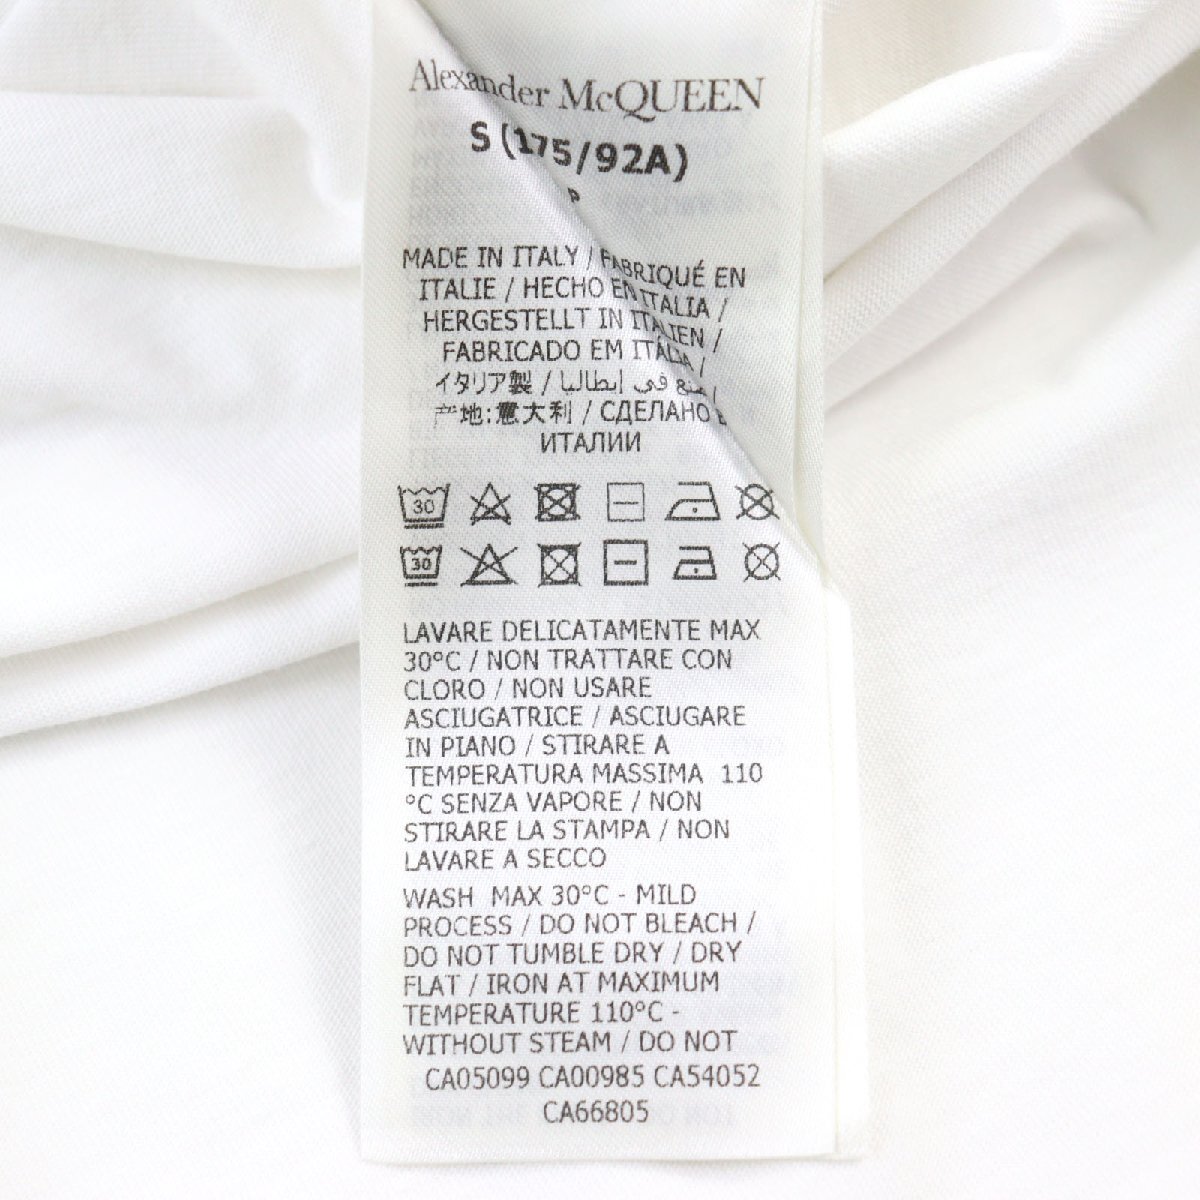 Alexander McQUEEN
S (175/92A)
P
MADE IN ITALY / FABRIQUÉ EN
ITALIE / HECHO EN ITALIA /
HERGESTELLT IN ITALIEN /
FABRICADO EM ITÁLIA /
イタリア製 / صنع في إيطاليا /
产地:意大利 / СДЕЛАНО В
ИТАЛИИ
30
30
LAVARE DELICATAMENTE MAX
30°C / NON TRATTARE CON
CLORO / NON USARE
ASCIUGATRICE / ASCIUGARE
IN PIANO / STIRARE A
TEMPERATURA MASSIMA 110
°C SENZA VAPORE / NON
STIRARE LA STAMPA / NON
LAVARE A SECCO
WASH MAX 30°C - MILD
PROCESS / DO NOT BLEACH /
DO NOT TUMBLE DRY / DRY
FLAT / IRON AT MAXIMUM
TEMPERATURE 110°C -
WITHOUT STEAM / DO NOT
CA05099 CA00985 CA54052
CA66805